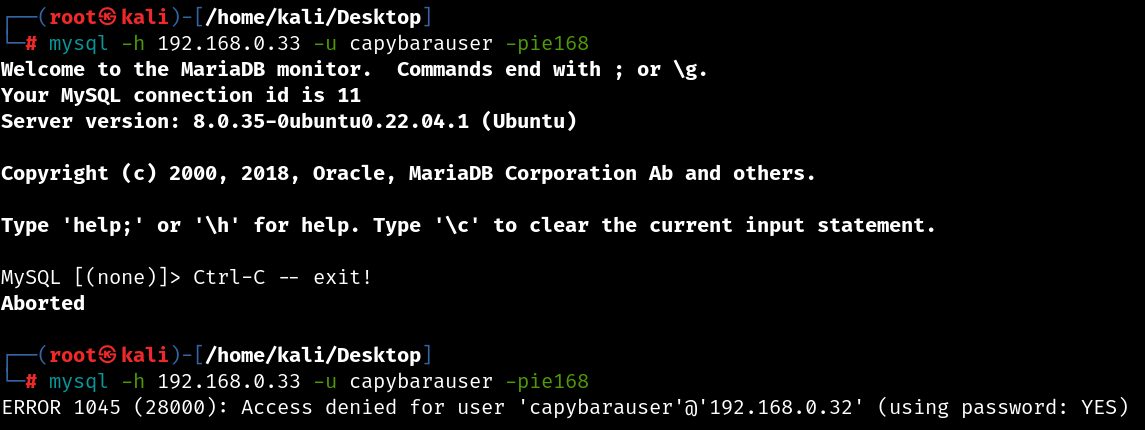 ┌──(root㉿kali)-[/home/kali/Desktop]
└─# mysql -h 192.168.0.33 -u capybarauser -pie168
Welcome to the MariaDB monitor.  Commands end with ; or \g.
Your MySQL connection id is 11
Server version: 8.0.35-0ubuntu0.22.04.1 (Ubuntu)
Copyright (c) 2000, 2018, Oracle, MariaDB Corporation Ab and others.
Type 'help;' or '\h' for help. Type '\c' to clear the current input statement.
MySQL [(none)]> Ctrl-C -- exit!
Aborted
┌──(root㉿kali)-[/home/kali/Desktop]
└─# mysql -h 192.168.0.33 -u capybarauser -pie168
ERROR 1045 (28000): Access denied for user 'capybarauser'@'192.168.0.32' (using password: YES)